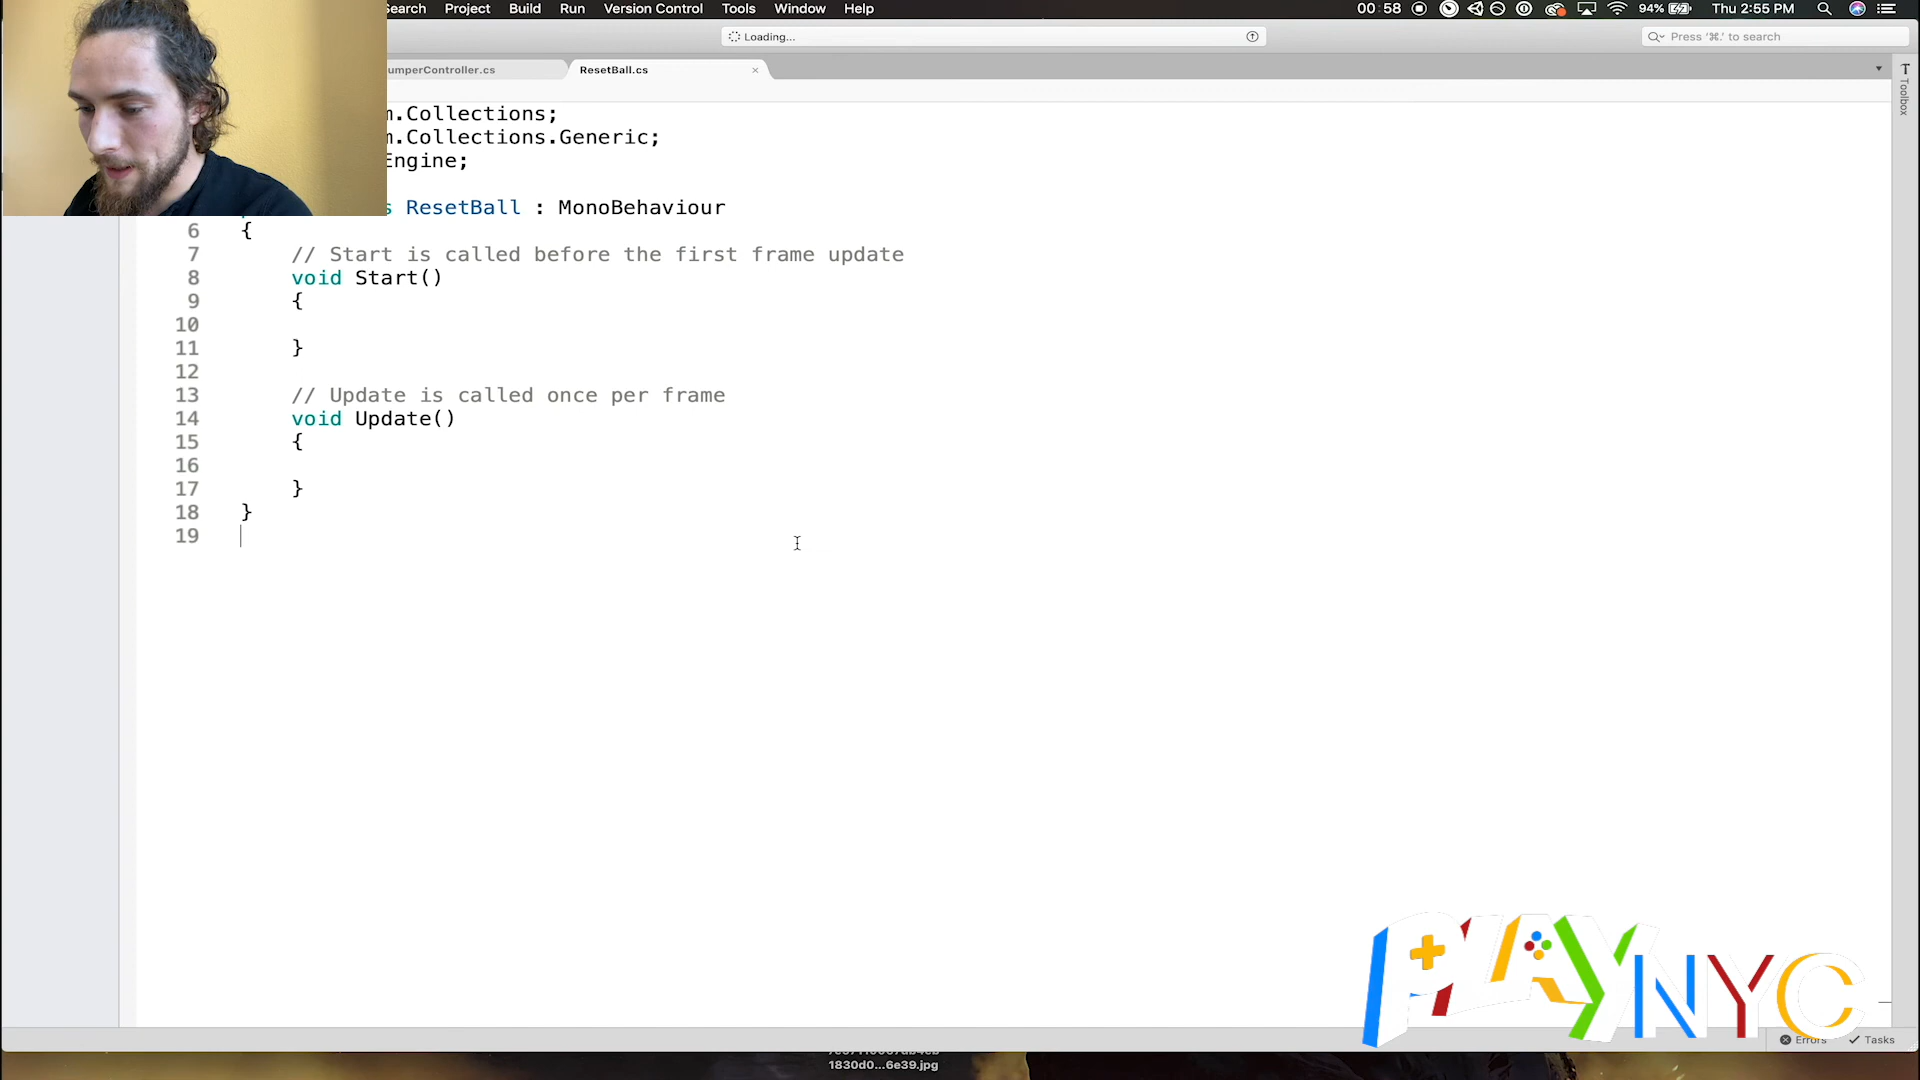 Search Project Build Run Version Control Tools Window Help 00:58 94% Thu 2:55 PM
Loading... Press '⌘.' to search
umperController.cs ResetBall.cs ×
T Toolbox
m.Collections;
m.Collections.Generic;
Engine;
s ResetBall : MonoBehaviour
6 {
7 // Start is called before the first frame update
8 void Start()
9 {
10
11 }
12
13 // Update is called once per frame
14 void Update()
15 {
16
17 }
18 }
19
PLAY NYC
Errors Tasks
1830d0...6e39.jpg